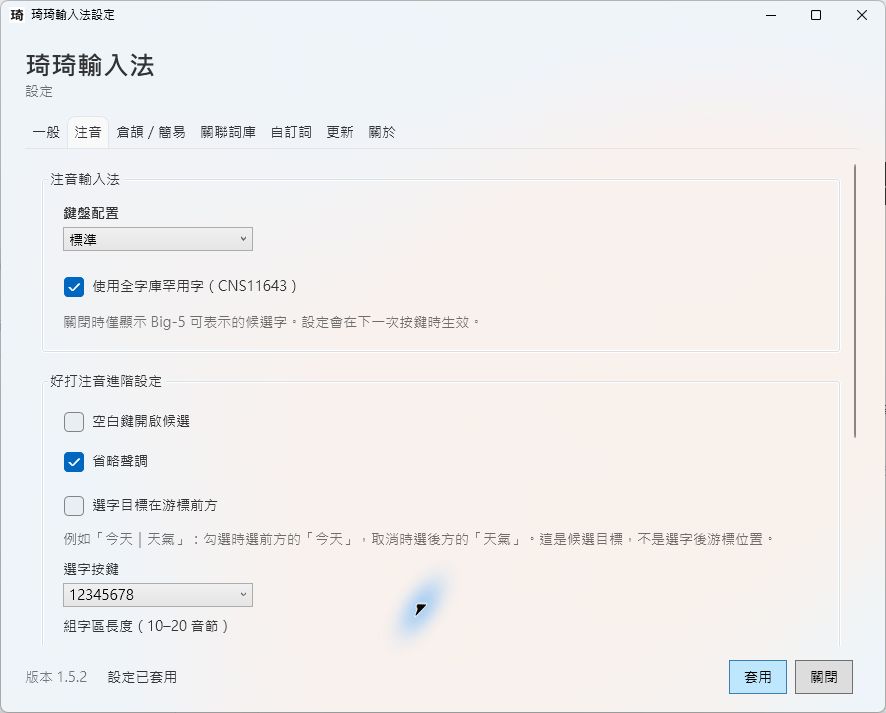 琦 琦琦輸入法設定
琦琦輸入法
設定
一般 注音 倉頡 / 簡易 關聯詞庫 自訂詞 更新 關於
注音輸入法
鍵盤配置
標準
使用全字庫罕用字（CNS11643）
關閉時僅顯示 Big-5 可表示的候選字。設定會在下一次按鍵時生效。
好打注音進階設定
空白鍵開啟候選
省略聲調
選字目標在游標前方
例如「今天｜天氣」：勾選時選前方的「今天」，取消時選後方的「天氣」。這是候選目標，不是選字後游標位置。
選字按鍵
12345678
組字區長度（10–20 音節）
版本 1.5.2 設定已套用 套用 關閉